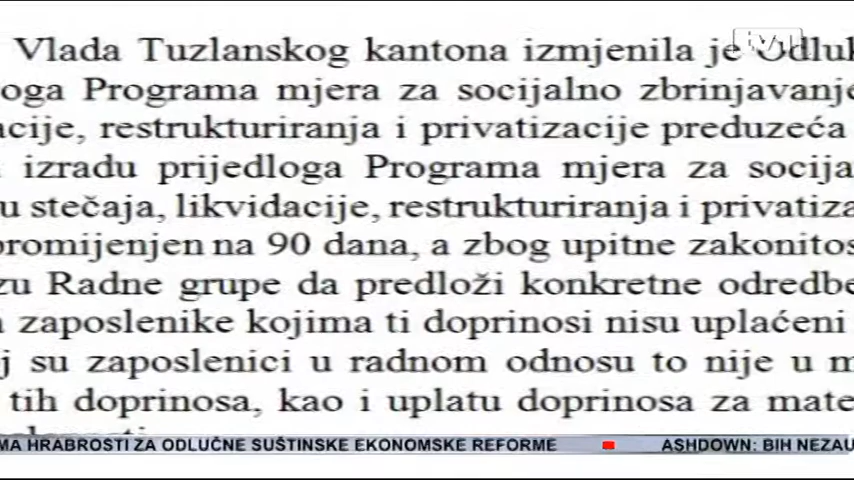 Vlada Tuzlanskog kantona izmjenila je Odluk
oga Programa mjera za socijalno zbrinjavanje
acije, restrukturiranja i privatizacije preduzeća
izradu prijedloga Programa mjera za socija
u stečaja, likvidacije, restrukturiranja i privatiza
promijenjen na 90 dana, a zbog upitne zakonitos
zu Radne grupe da predloži konkretne odredbe
zaposlenike kojima ti doprinosi nisu uplaćeni
j su zaposlenici u radnom odnosu to nije u m
tih doprinosa, kao i uplatu doprinosa za mate
MA HRABROSTI ZA ODLUČNE SUŠTINSKE EKONOMSKE REFORME ASHDOWN: BIH NEZAU